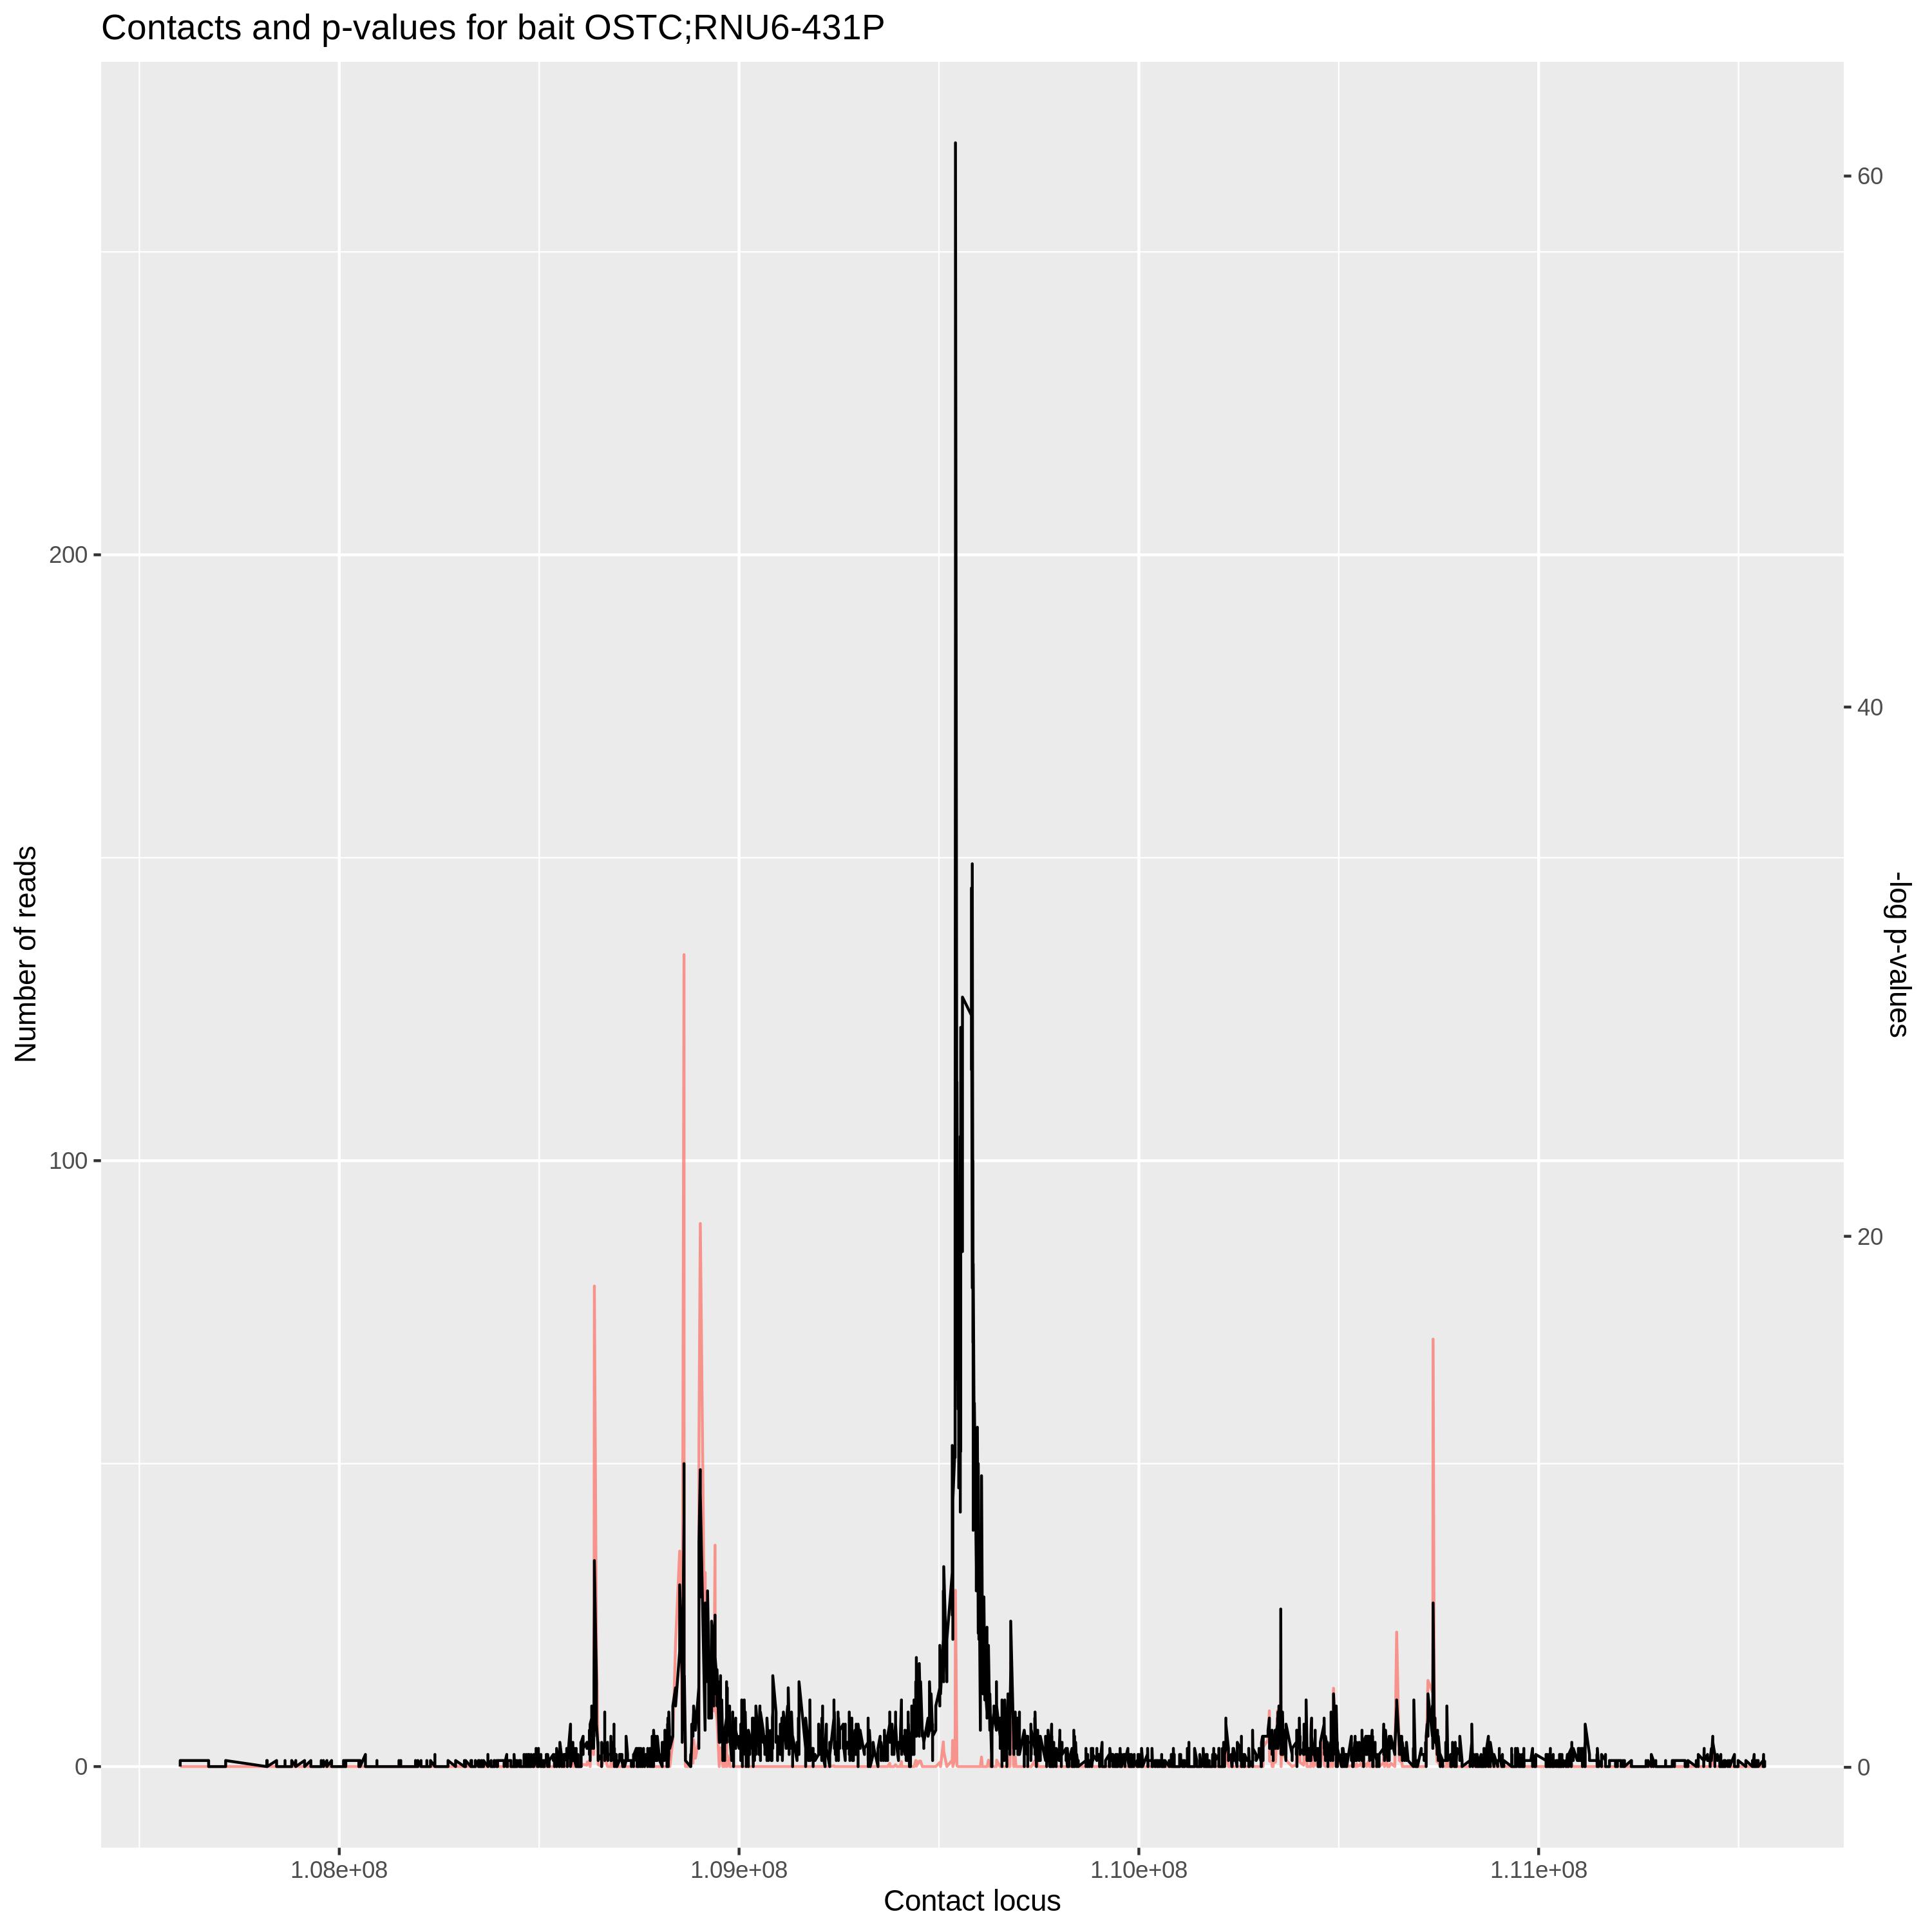 Contacts and p-values for bait OSTC;RNU6-431P
60
200
40
Number of reads
-log p-values
20
100
0
0
1.08e+08
1.09e+08
1.10e+08
1.11e+08
Contact locus